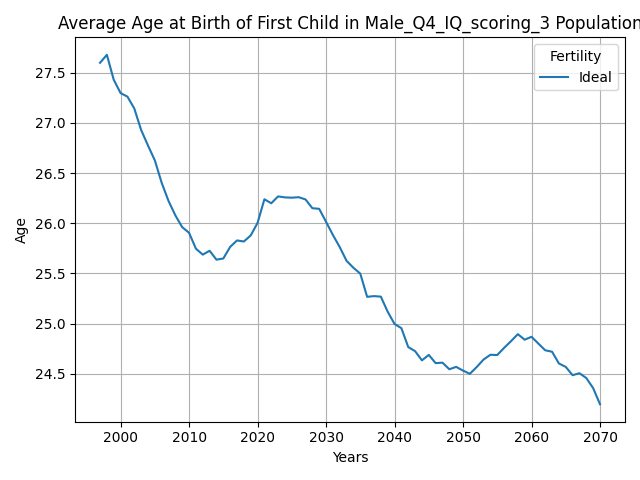 Average Age at Birth of First Child in Male_Q4_IQ_scoring_3 Population
Fertility
Ideal
Age
27.5
27.0
26.5
26.0
25.5
25.0
24.5
2000 2010 2020 2030 2040 2050 2060 2070
Years